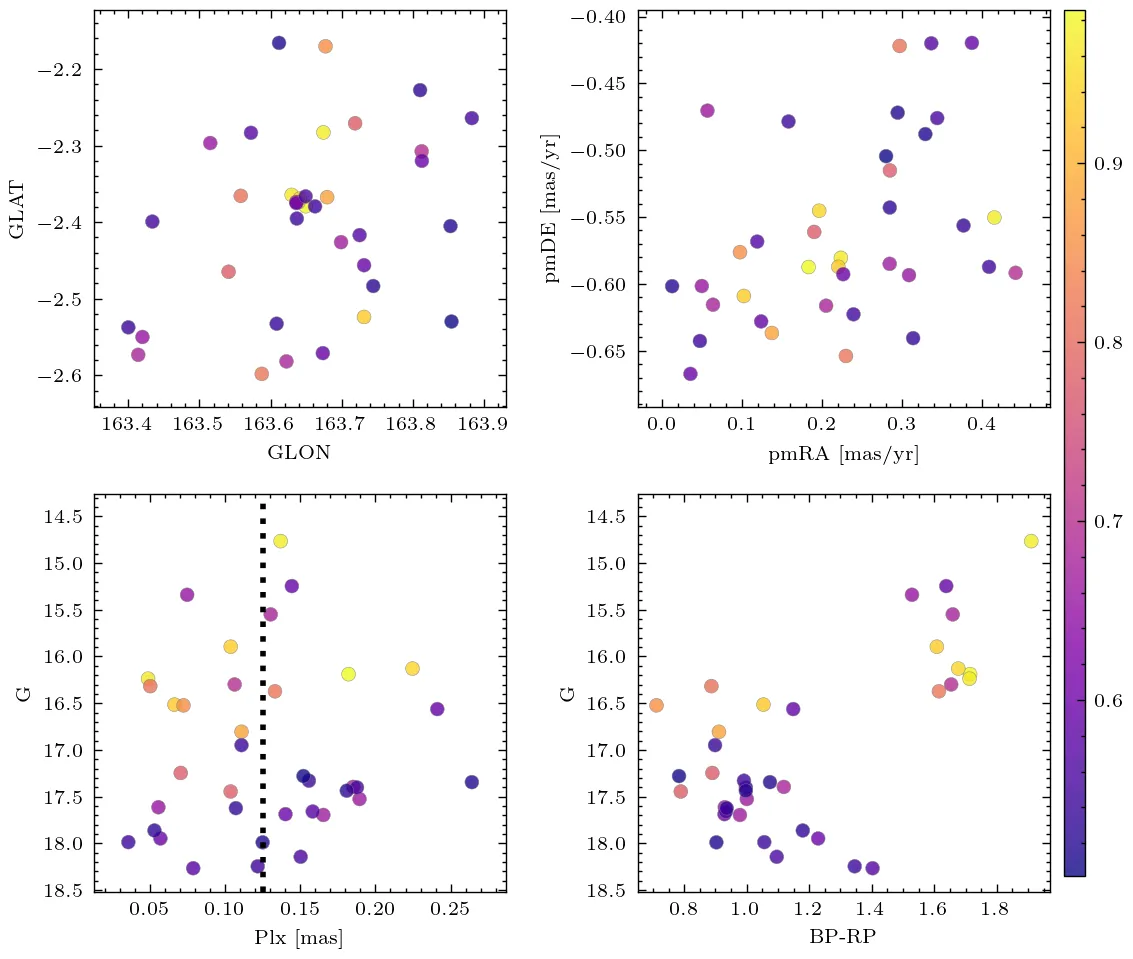 GLAT
−2.2
−2.3
−2.4
−2.5
−2.6
163.4 163.5 163.6 163.7 163.8 163.9
GLON
pmDE [mas/yr]
−0.40
−0.45
−0.50
−0.55
−0.60
−0.65
0.0 0.1 0.2 0.3 0.4
pmRA [mas/yr]
0.9
0.8
0.7
0.6
G
14.5
15.0
15.5
16.0
16.5
17.0
17.5
18.0
18.5
0.05 0.10 0.15 0.20 0.25
Plx [mas]
G
14.5
15.0
15.5
16.0
16.5
17.0
17.5
18.0
18.5
0.8 1.0 1.2 1.4 1.6 1.8
BP-RP